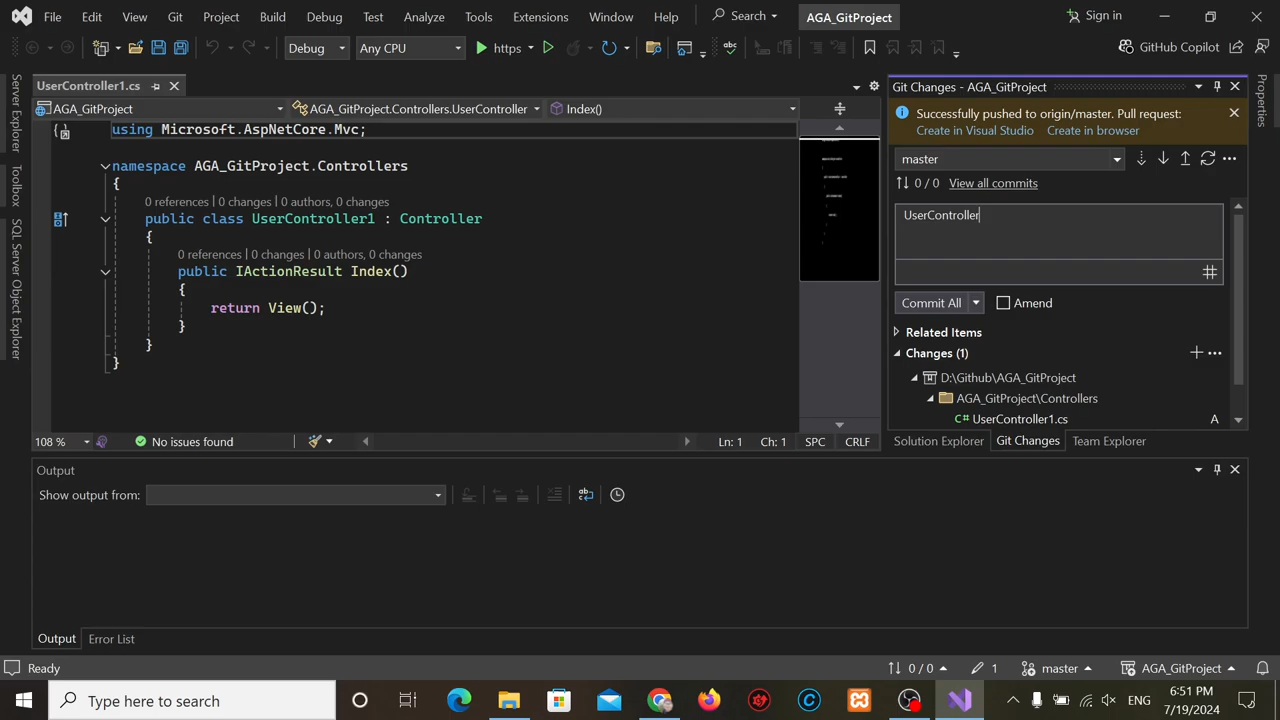 File Edit View Git Project Build Debug Test Analyze Tools Extensions Window Help Search AGA_GitProject Sign in
Debug Any CPU https GitHub Copilot
UserController1.cs
AGA_GitProject AGA_GitProject.Controllers.UserController Index()
using Microsoft.AspNetCore.Mvc;
namespace AGA_GitProject.Controllers
{
0 references | 0 changes | 0 authors, 0 changes
public class UserController1 : Controller
{
0 references | 0 changes | 0 authors, 0 changes
public IActionResult Index()
{
return View();
}
}
}
108 % No issues found Ln: 1 Ch: 1 SPC CRLF
Server Explorer
Toolbox
SQL Server Object Explorer
Git Changes - AGA_GitProject
Successfully pushed to origin/master. Pull request:
Create in Visual Studio Create in browser
master
0 / 0 View all commits
UserController
Commit All Amend
Related Items
Changes (1)
D:\Github\AGA_GitProject
AGA_GitProject\Controllers
UserController1.cs A
Solution Explorer Git Changes Team Explorer
Properties
Output
Show output from:
Output Error List
Ready 0 / 0 1 master AGA_GitProject
Type here to search ENG 6:51 PM
7/19/2024